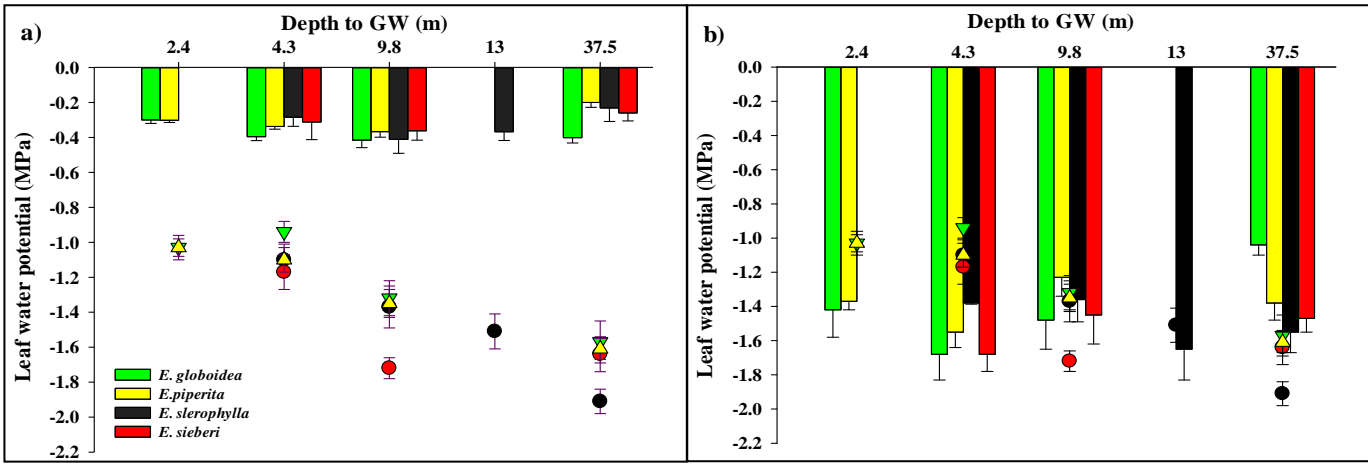 a)
Depth to GW (m)
2.4 4.3 9.8 13 37.5
Leaf water potential (MPa)
0.0
-0.2
-0.4
-0.6
-0.8
-1.0
-1.2
-1.4
-1.6
-1.8
-2.0
-2.2
E. globoidea
E.piperita
E. slerophylla
E. sieberi
b)
Depth to GW (m)
2.4 4.3 9.8 13 37.5
Leaf water potential (MPa)
0.0
-0.2
-0.4
-0.6
-0.8
-1.0
-1.2
-1.4
-1.6
-1.8
-2.0
-2.2